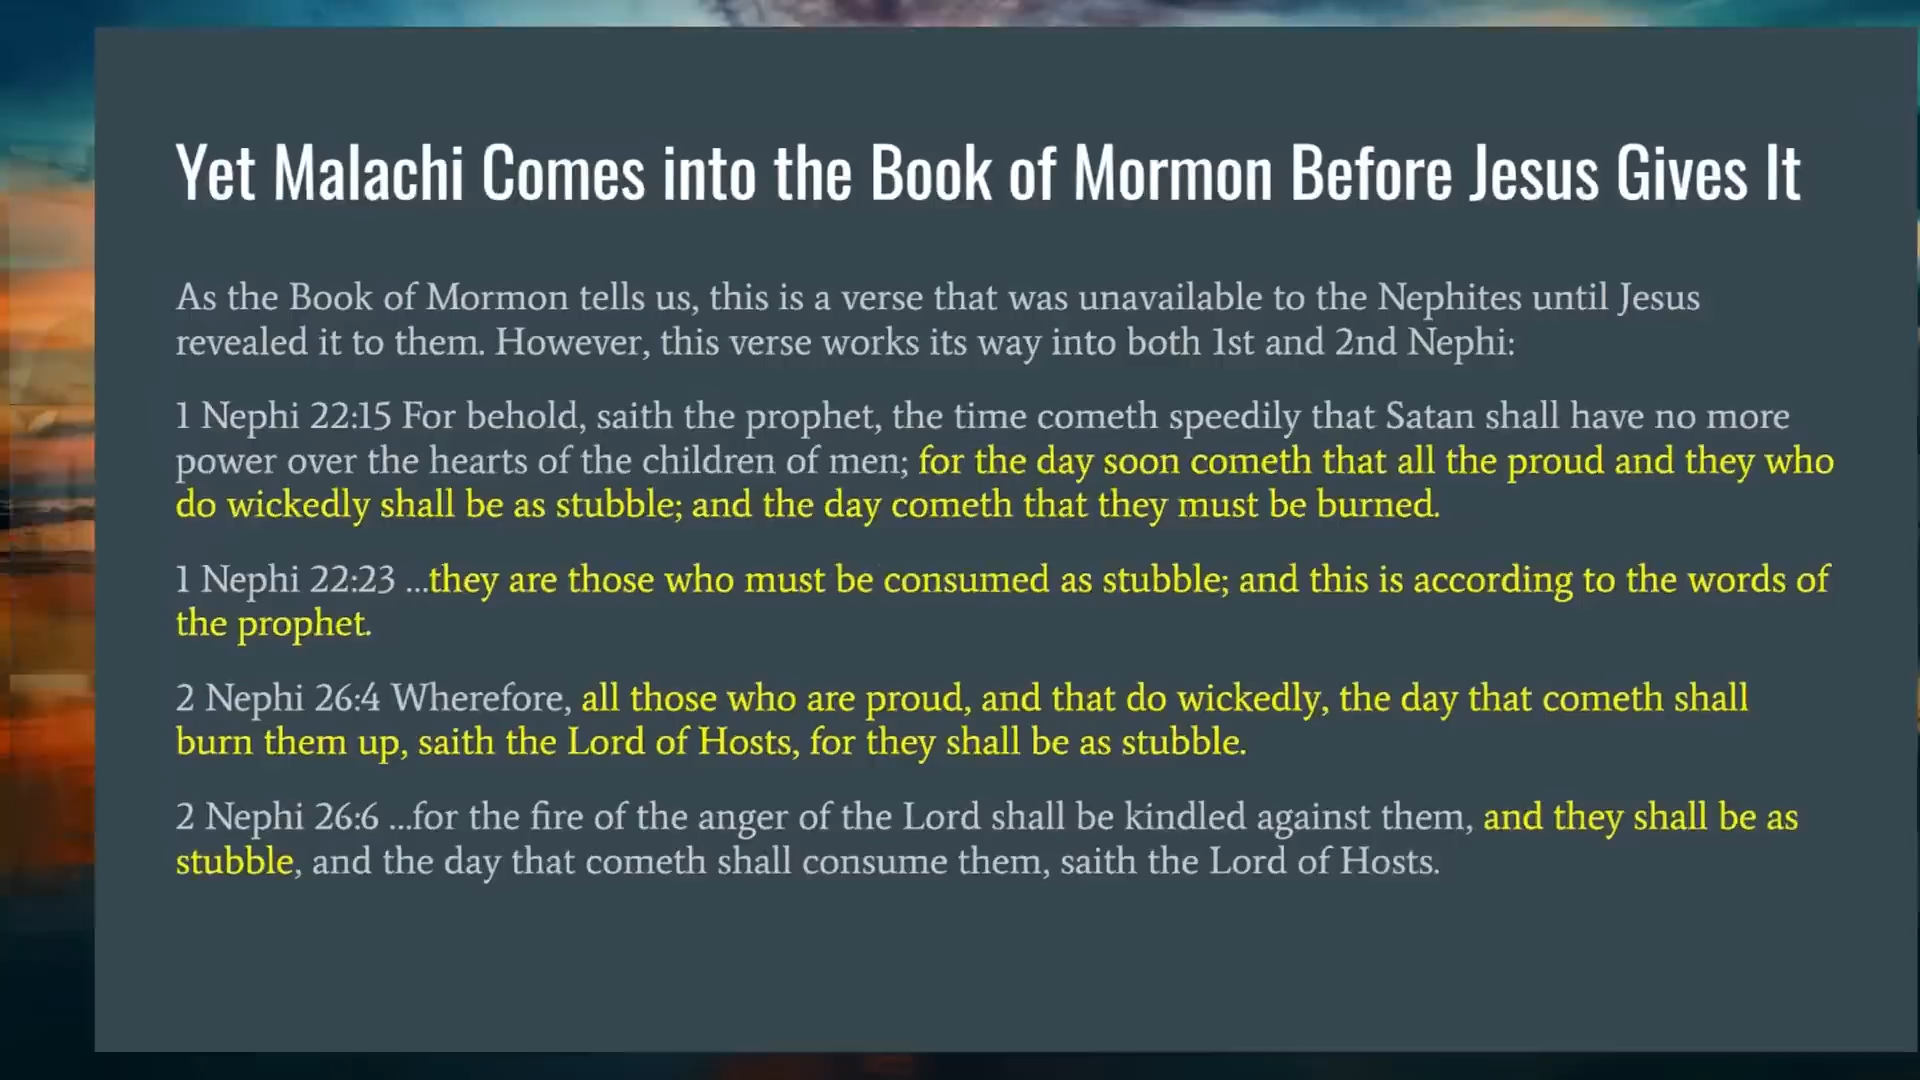 Yet Malachi Comes into the Book of Mormon Before Jesus Gives It
As the Book of Mormon tells us, this is a verse that was unavailable to the Nephites until Jesus
revealed it to them. However, this verse works its way into both 1st and 2nd Nephi:
1 Nephi 22:15 For behold, saith the prophet, the time cometh speedily that Satan shall have no more
power over the hearts of the children of men; for the day soon cometh that all the proud and they who
do wickedly shall be as stubble; and the day cometh that they must be burned.
1 Nephi 22:23 ...they are those who must be consumed as stubble; and this is according to the words of
the prophet.
2 Nephi 26:4 Wherefore, all those who are proud, and that do wickedly, the day that cometh shall
burn them up, saith the Lord of Hosts, for they shall be as stubble.
2 Nephi 26:6 ...for the fire of the anger of the Lord shall be kindled against them, and they shall be as
stubble, and the day that cometh shall consume them, saith the Lord of Hosts.